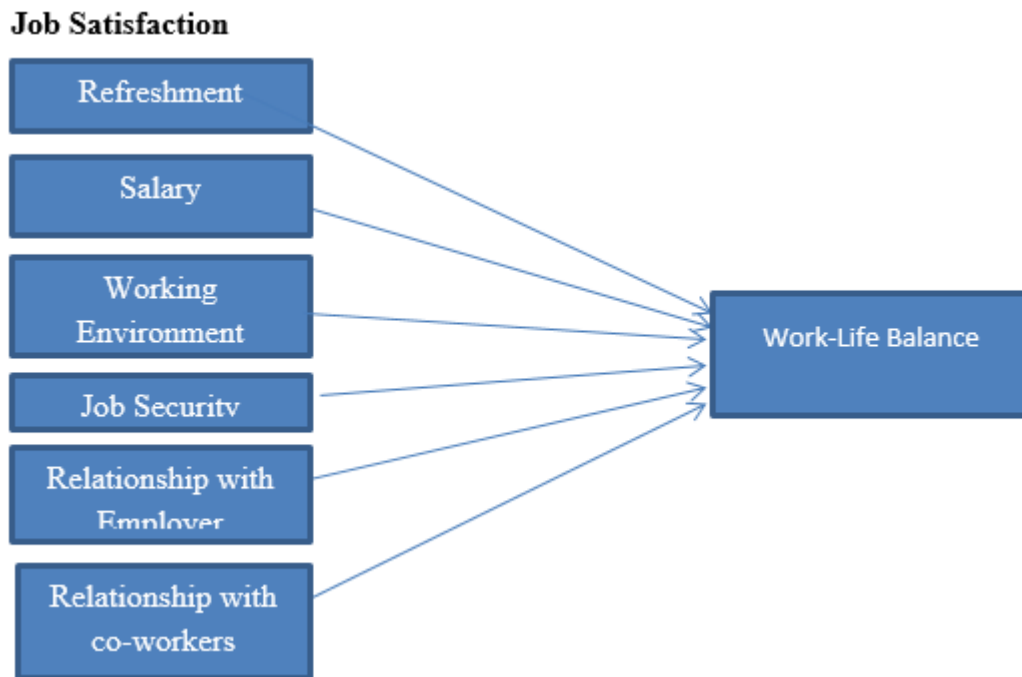 Job Satisfaction
Refreshment
Salary
Working
Environment
Job Security
Relationship with
Employer
Relationship with
co-workers
Work-Life Balance